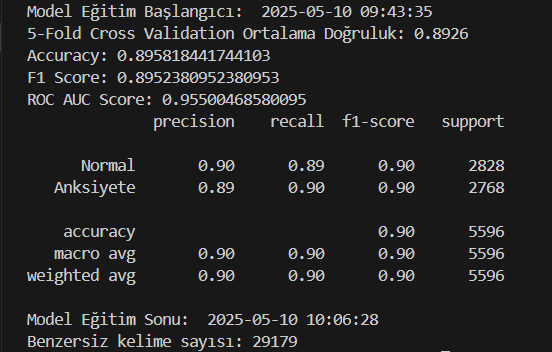 Model Eğitim Başlangıcı:  2025-05-10 09:43:35
5-Fold Cross Validation Ortalama Doğruluk: 0.8926
Accuracy: 0.895818441744103
F1 Score: 0.8952380952380953
ROC AUC Score: 0.95500468580095
              precision    recall  f1-score   support

      Normal       0.90      0.89      0.90      2828
   Anksiyete       0.89      0.90      0.90      2768

    accuracy                           0.90      5596
   macro avg       0.90      0.90      0.90      5596
weighted avg       0.90      0.90      0.90      5596

Model Eğitim Sonu:  2025-05-10 10:06:28
Benzersiz kelime sayısı: 29179